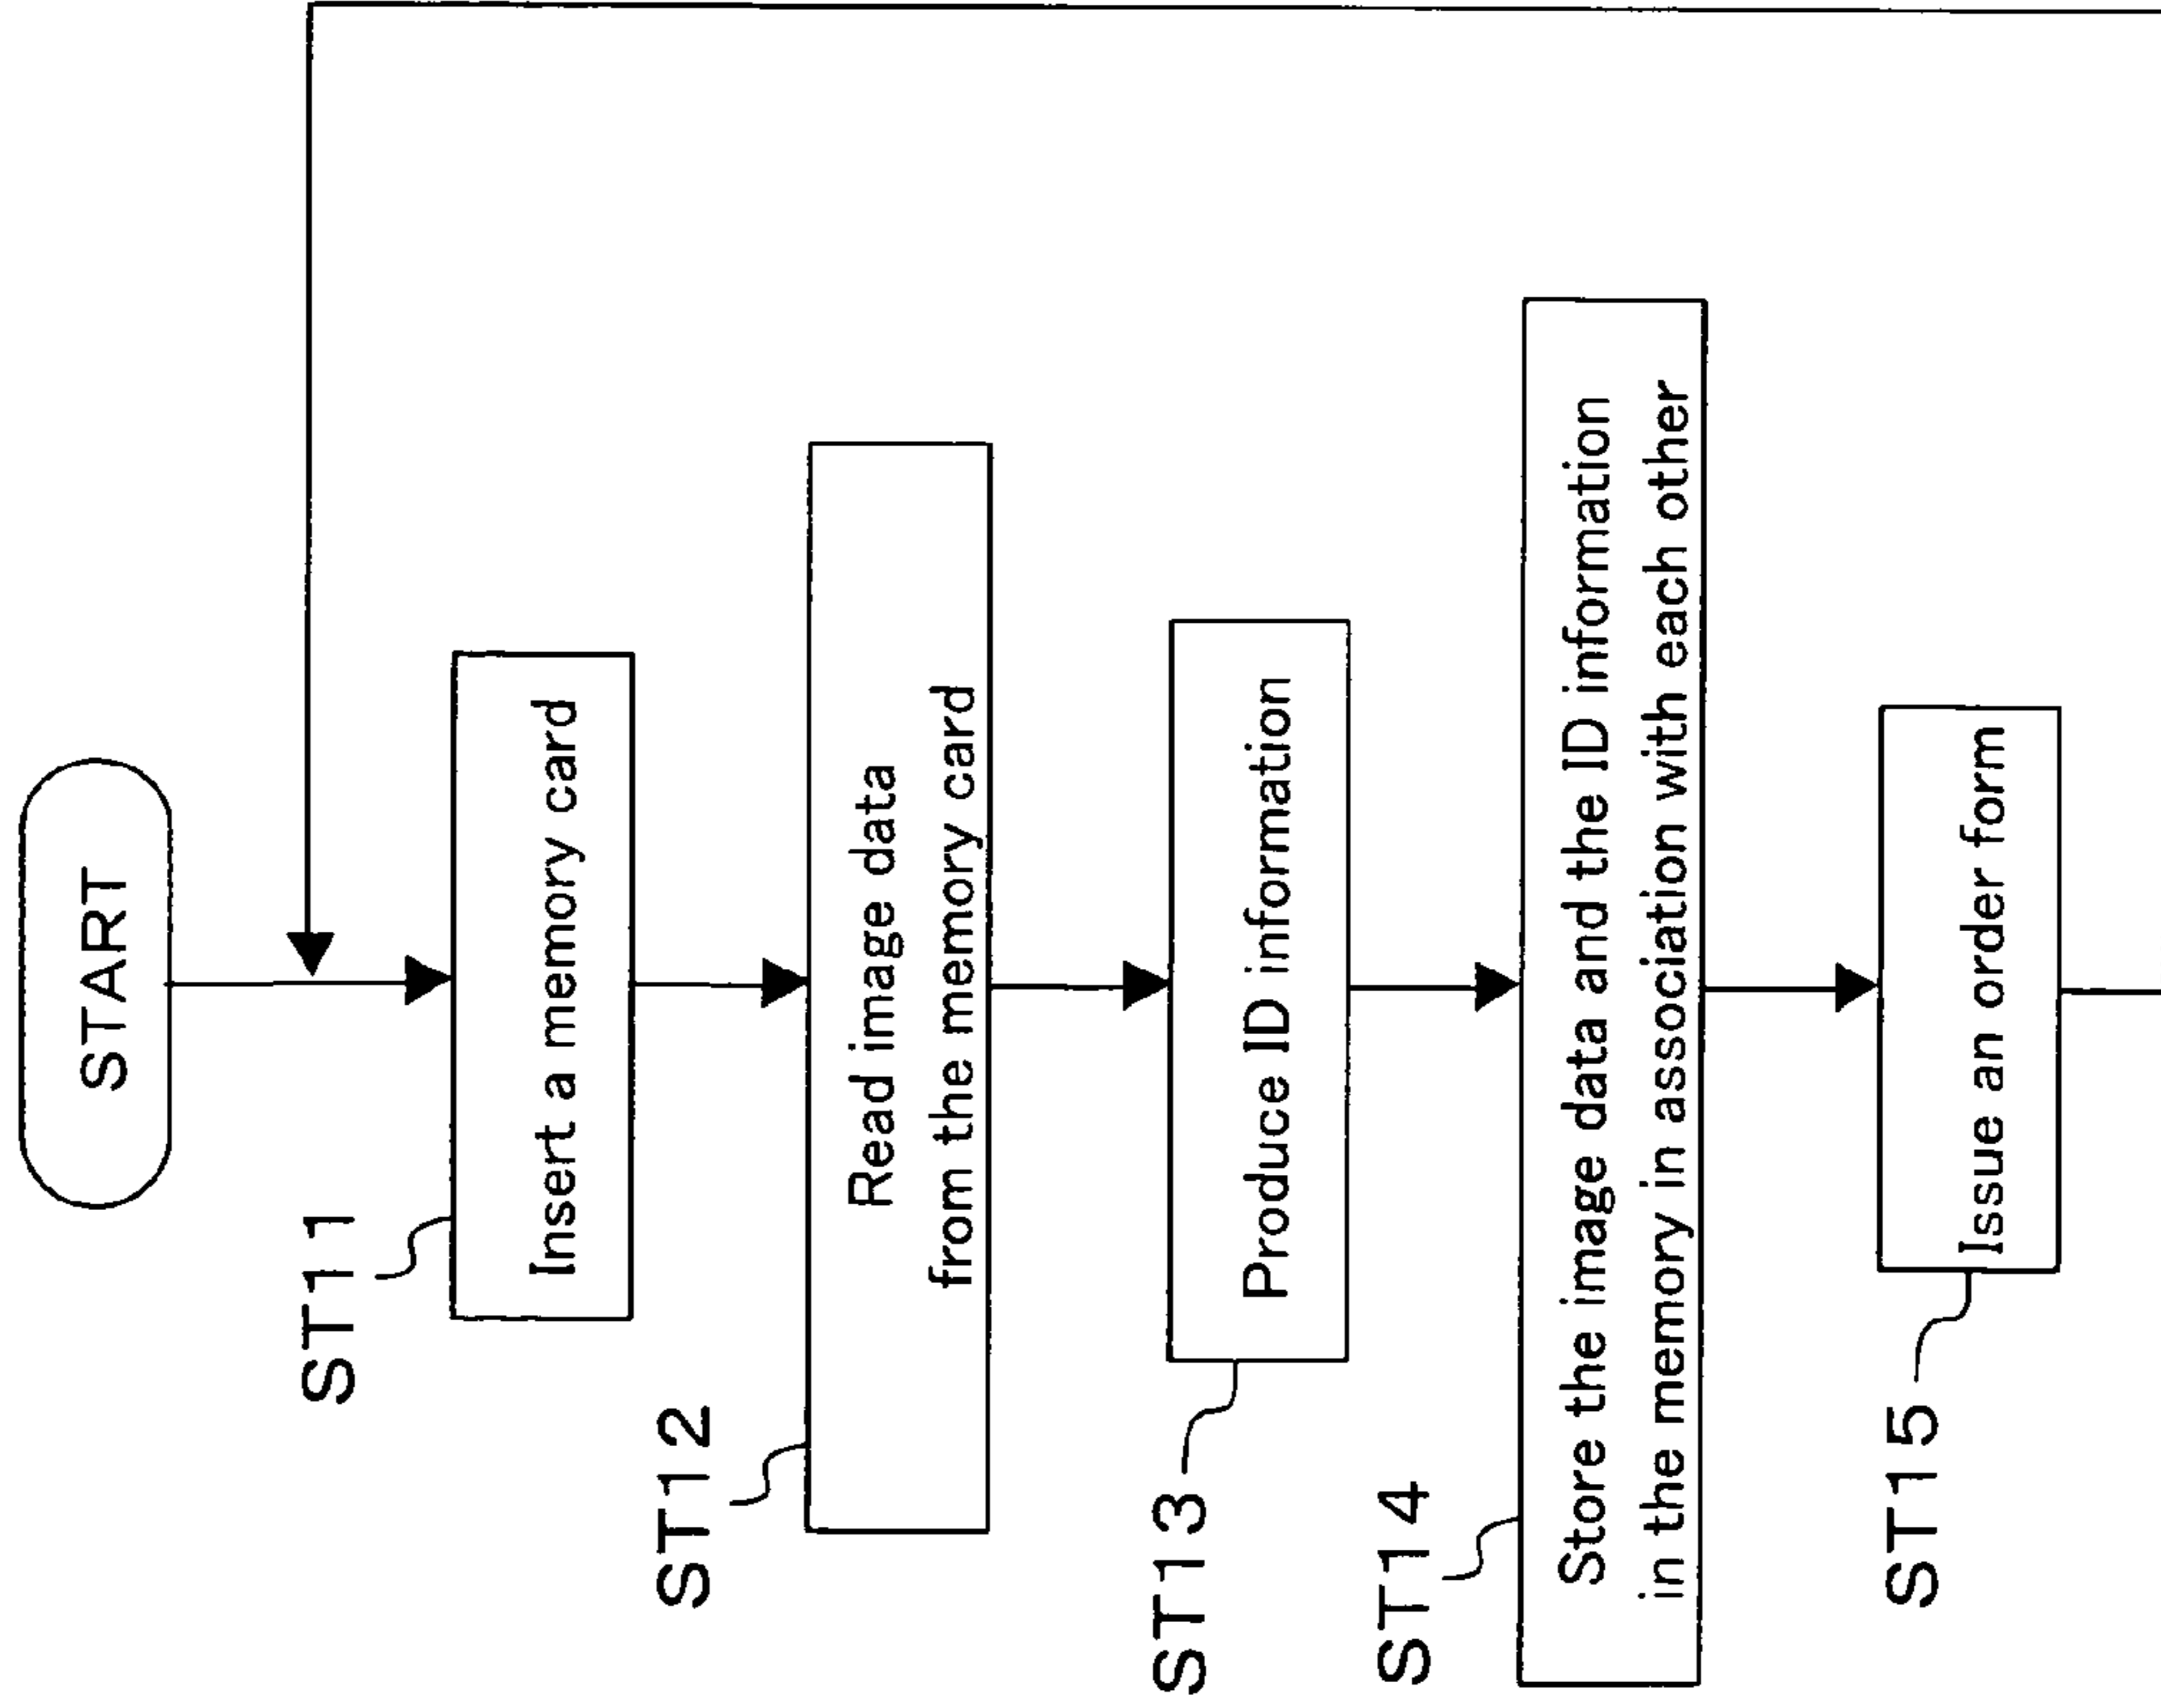 START
ST11
Insert a memory card
ST12
Read image data
from the memory card
ST13
Produce ID information
ST14
Store the image data and the ID information
in the memory in association with each other
ST15
Issue an order form